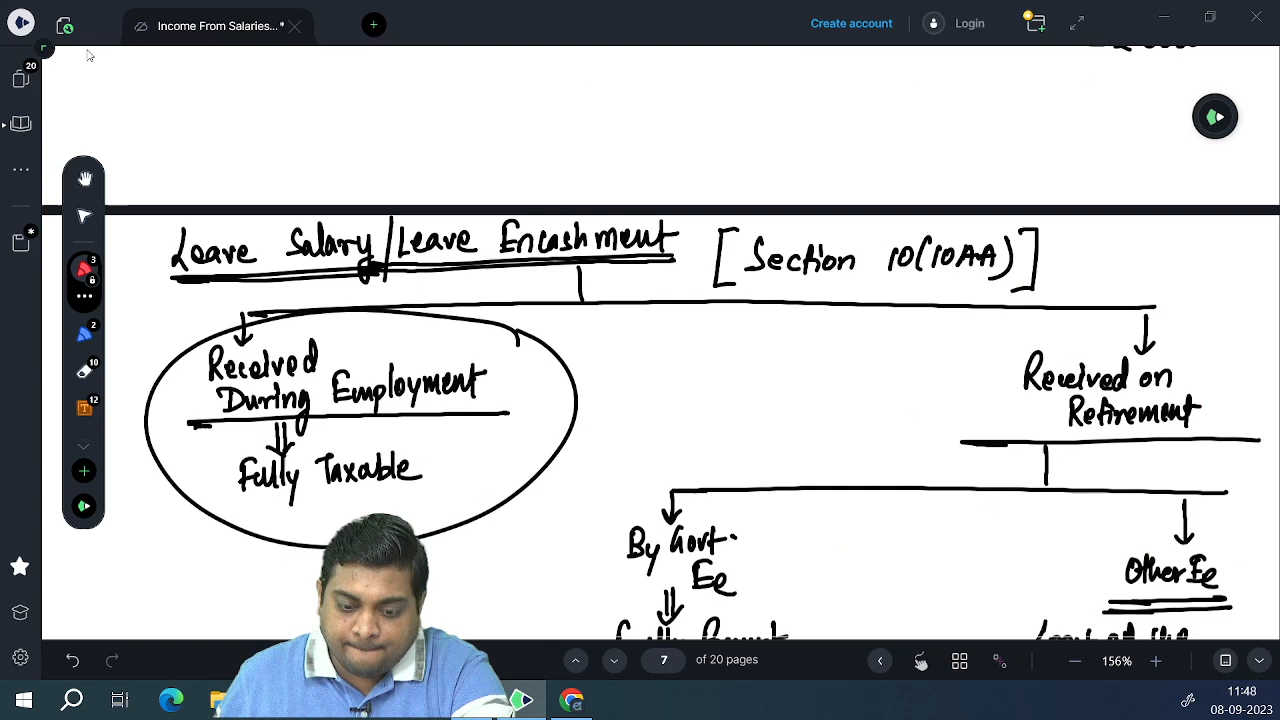 Income From Salaries...*
Create account
Login
20
Leave Salary/Leave Encashment [Section 10(10AA)]
Received
During Employment
Fully Taxable
Received on
Retirement
By Govt.
Ee
Other Ee
3
2
10
12
7 of 20 pages
156%
11:48
08-09-2023